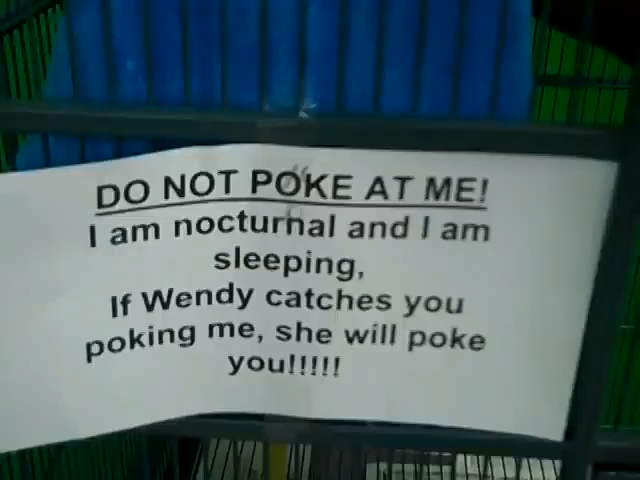 DO NOT POKE AT ME!
I am nocturnal and I am
sleeping,
If Wendy catches you
poking me, she will poke
you!!!!!